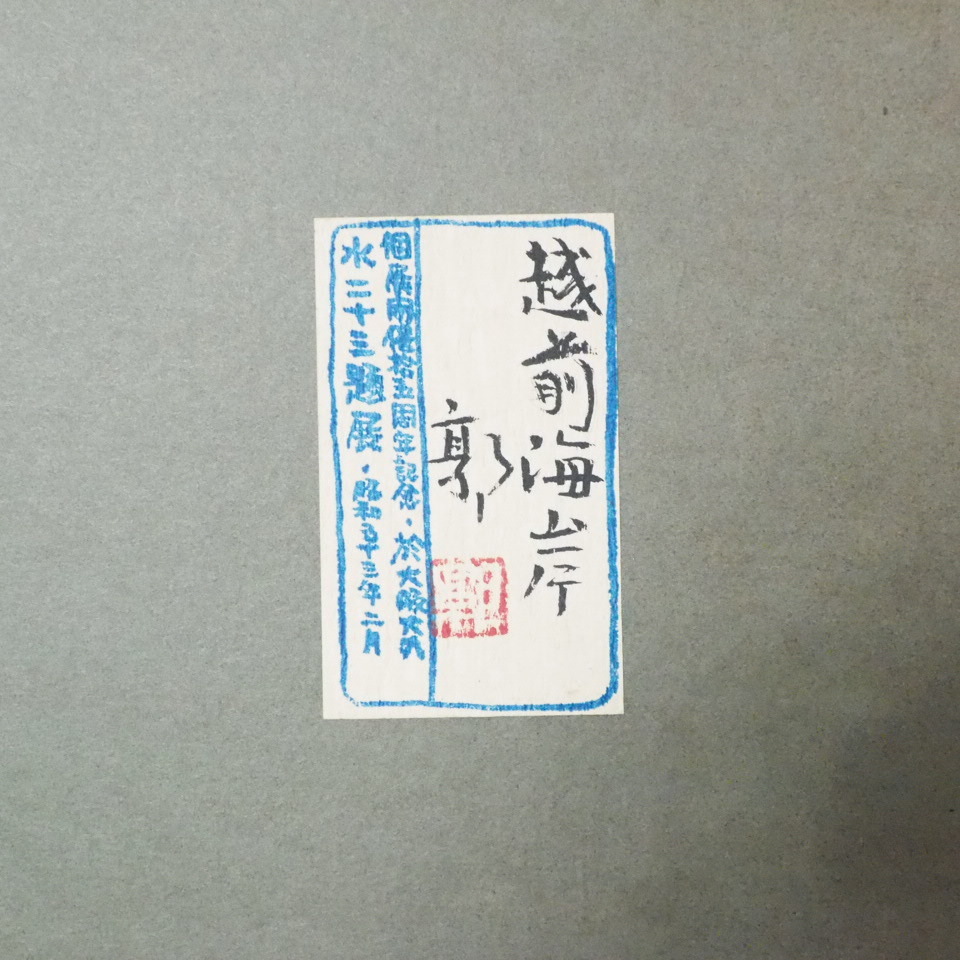 越前海岸
郭
個展開催拾五周年記念・於大阪大丸
水二十三題展・昭和五十三年二月